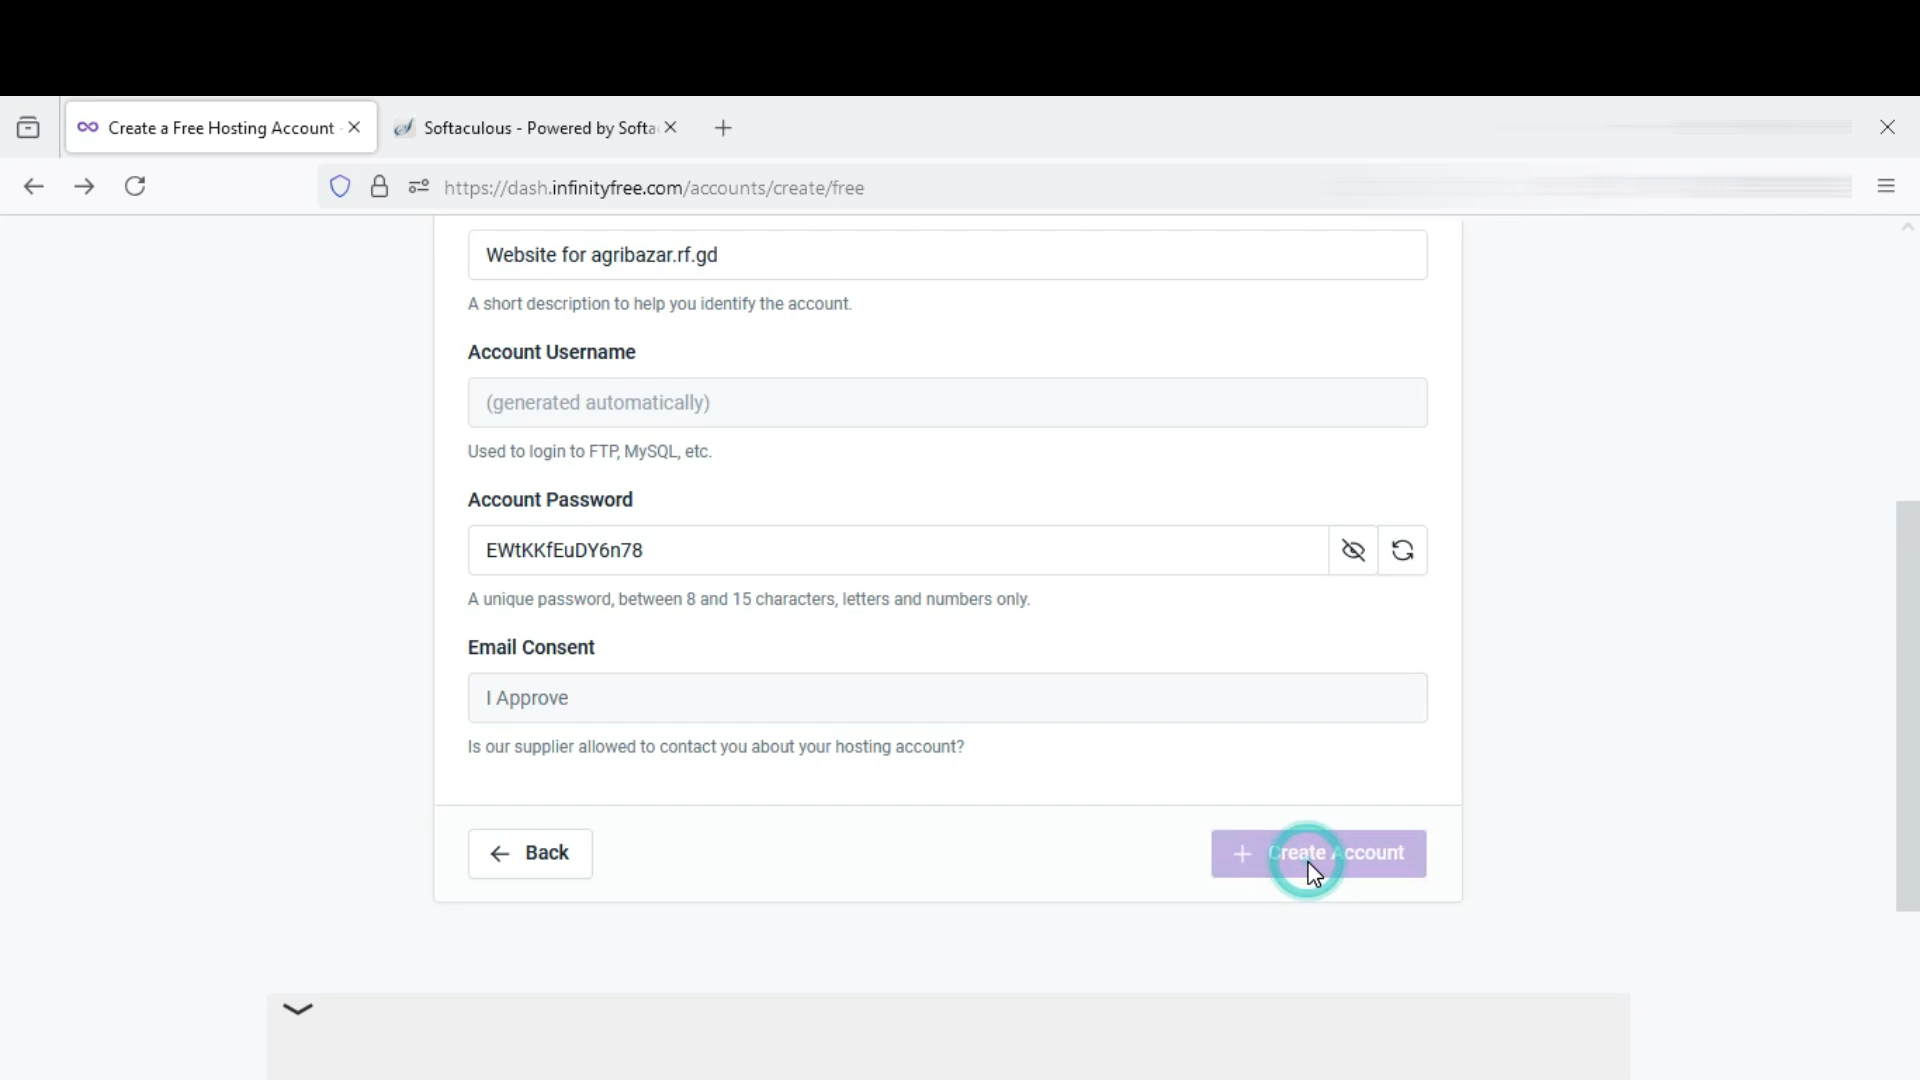 Create a Free Hosting Account
Softaculous - Powered by Softa
https://dash.infinityfree.com/accounts/create/free
Website for agribazar.rf.gd
A short description to help you identify the account.
Account Username
(generated automatically)
Used to login to FTP, MySQL, etc.
Account Password
EWtKKfEuDY6n78
A unique password, between 8 and 15 characters, letters and numbers only.
Email Consent
I Approve
Is our supplier allowed to contact you about your hosting account?
Back
Create Account